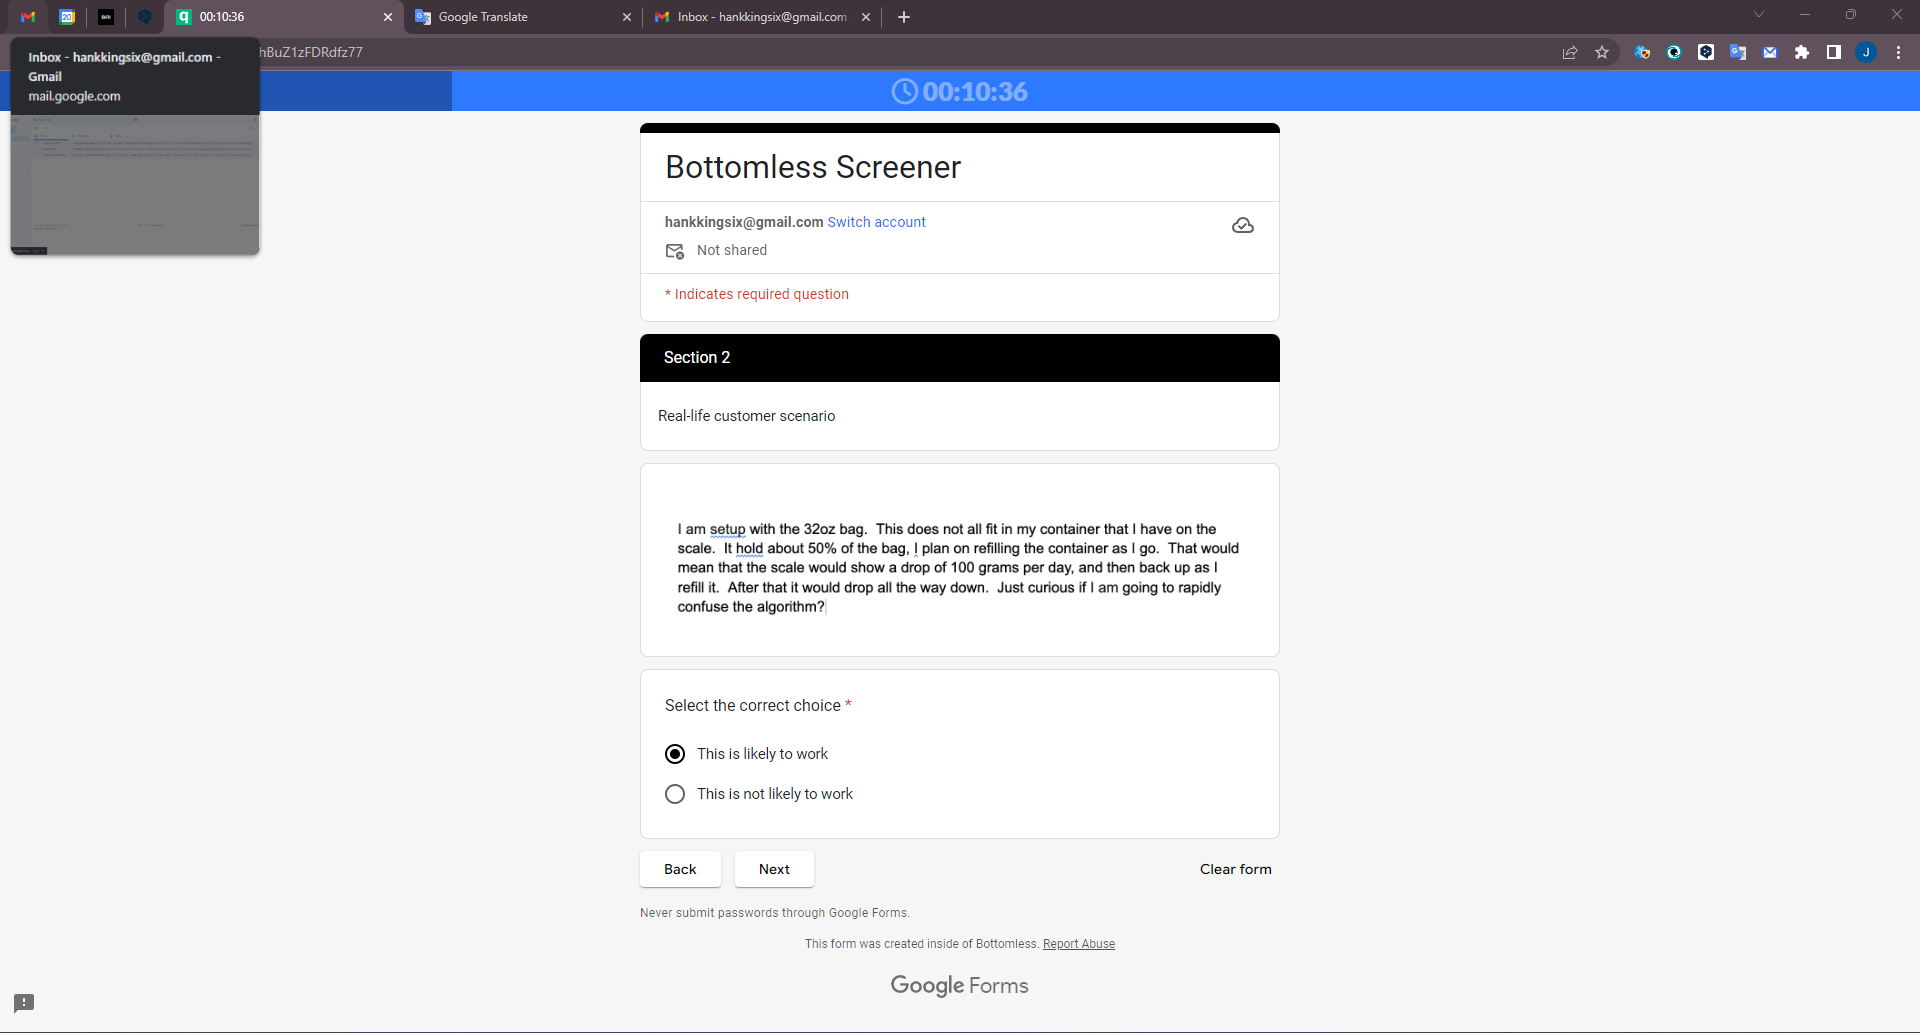 20
BAI
q
00:10:36
Google Translate
Inbox - hankkingsix@gmail.com
Inbox - hankkingsix@gmail.com -
Gmail
mail.google.com
hBuZ1zFDRdfz77
J
00:10:36
Bottomless Screener
hankkingsix@gmail.com Switch account
Not shared
* Indicates required question
Section 2
Real-life customer scenario
I am setup with the 32oz bag. This does not all fit in my container that I have on the
scale. It hold about 50% of the bag, I plan on refilling the container as I go. That would
mean that the scale would show a drop of 100 grams per day, and then back up as I
refill it. After that it would drop all the way down. Just curious if I am going to rapidly
confuse the algorithm?
Select the correct choice *
This is likely to work
This is not likely to work
Back
Next
Clear form
Never submit passwords through Google Forms.
This form was created inside of Bottomless. Report Abuse
Google Forms